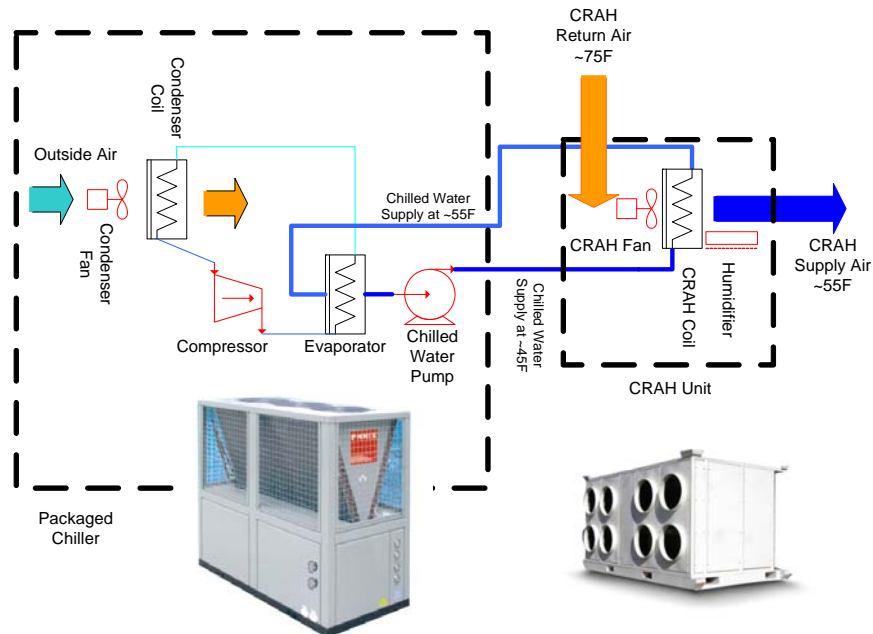 CRAH
Return Air
~75F
Condenser
Coil
Outside Air
Condenser
Fan
Chilled Water
Supply at ~55F
CRAH Fan
CRAH Coil
Humidifier
CRAH
Supply Air
~55F
Compressor
Evaporator
Chilled
Water
Pump
Chilled Water
Supply at ~45F
CRAH Unit
Packaged
Chiller